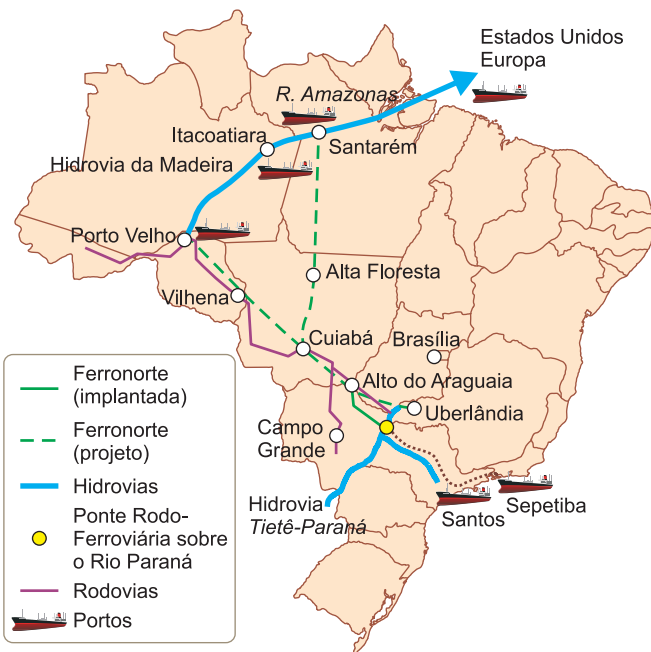 Estados Unidos
Europa
R. Amazonas
Itacoatiara
Santarém
Hidrovia da Madeira
Porto Velho
Alta Floresta
Vilhena
Cuiabá
Brasília
Alto do Araguaia
Uberlândia
Campo
Grande
Hidrovia
Tietê-Paraná
Santos
Sepetiba
Ferronorte
(implantada)
Ferronorte
(projeto)
Hidrovias
Ponte Rodo-
Ferroviária sobre
o Rio Paraná
Rodovias
Portos